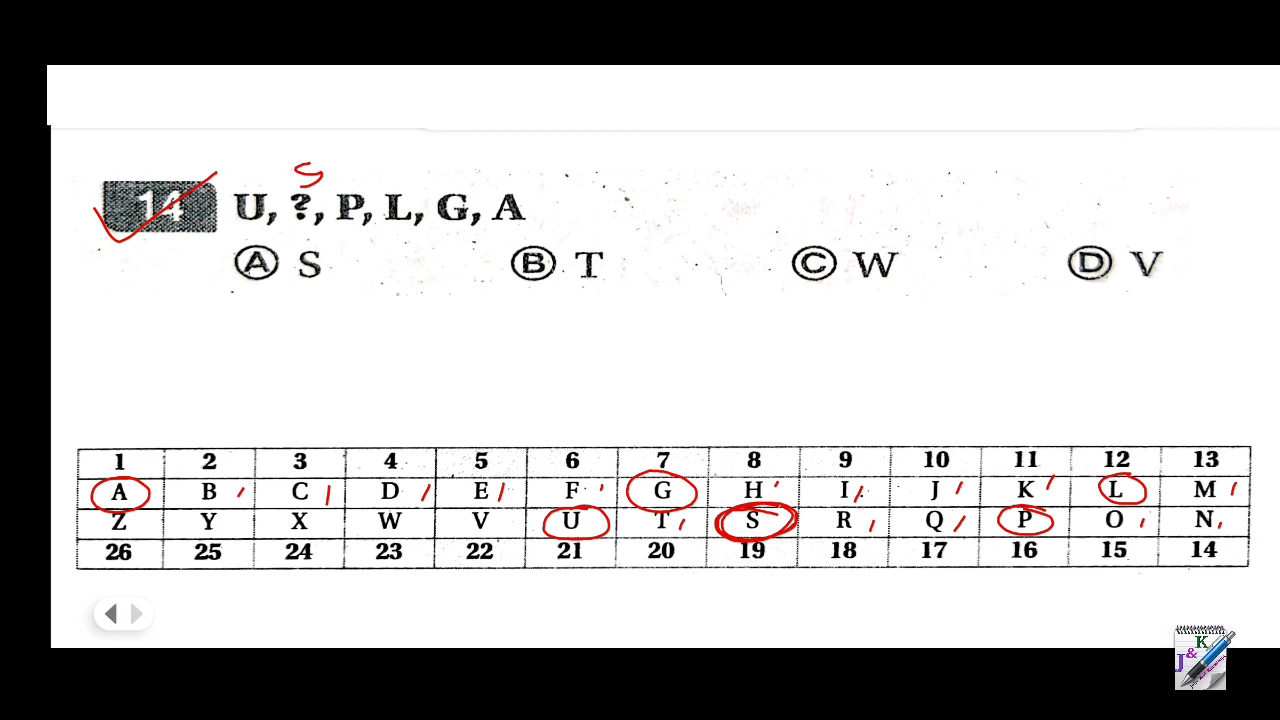 S
14 U, ?, P, L, G, A
A S B T C W D V
1 2 3 4 5 6 7 8 9 10 11 12 13
A B C D E F G H I J K L M
Z Y X W V U T S R Q P O N
26 25 24 23 22 21 20 19 18 17 16 15 14
J & K